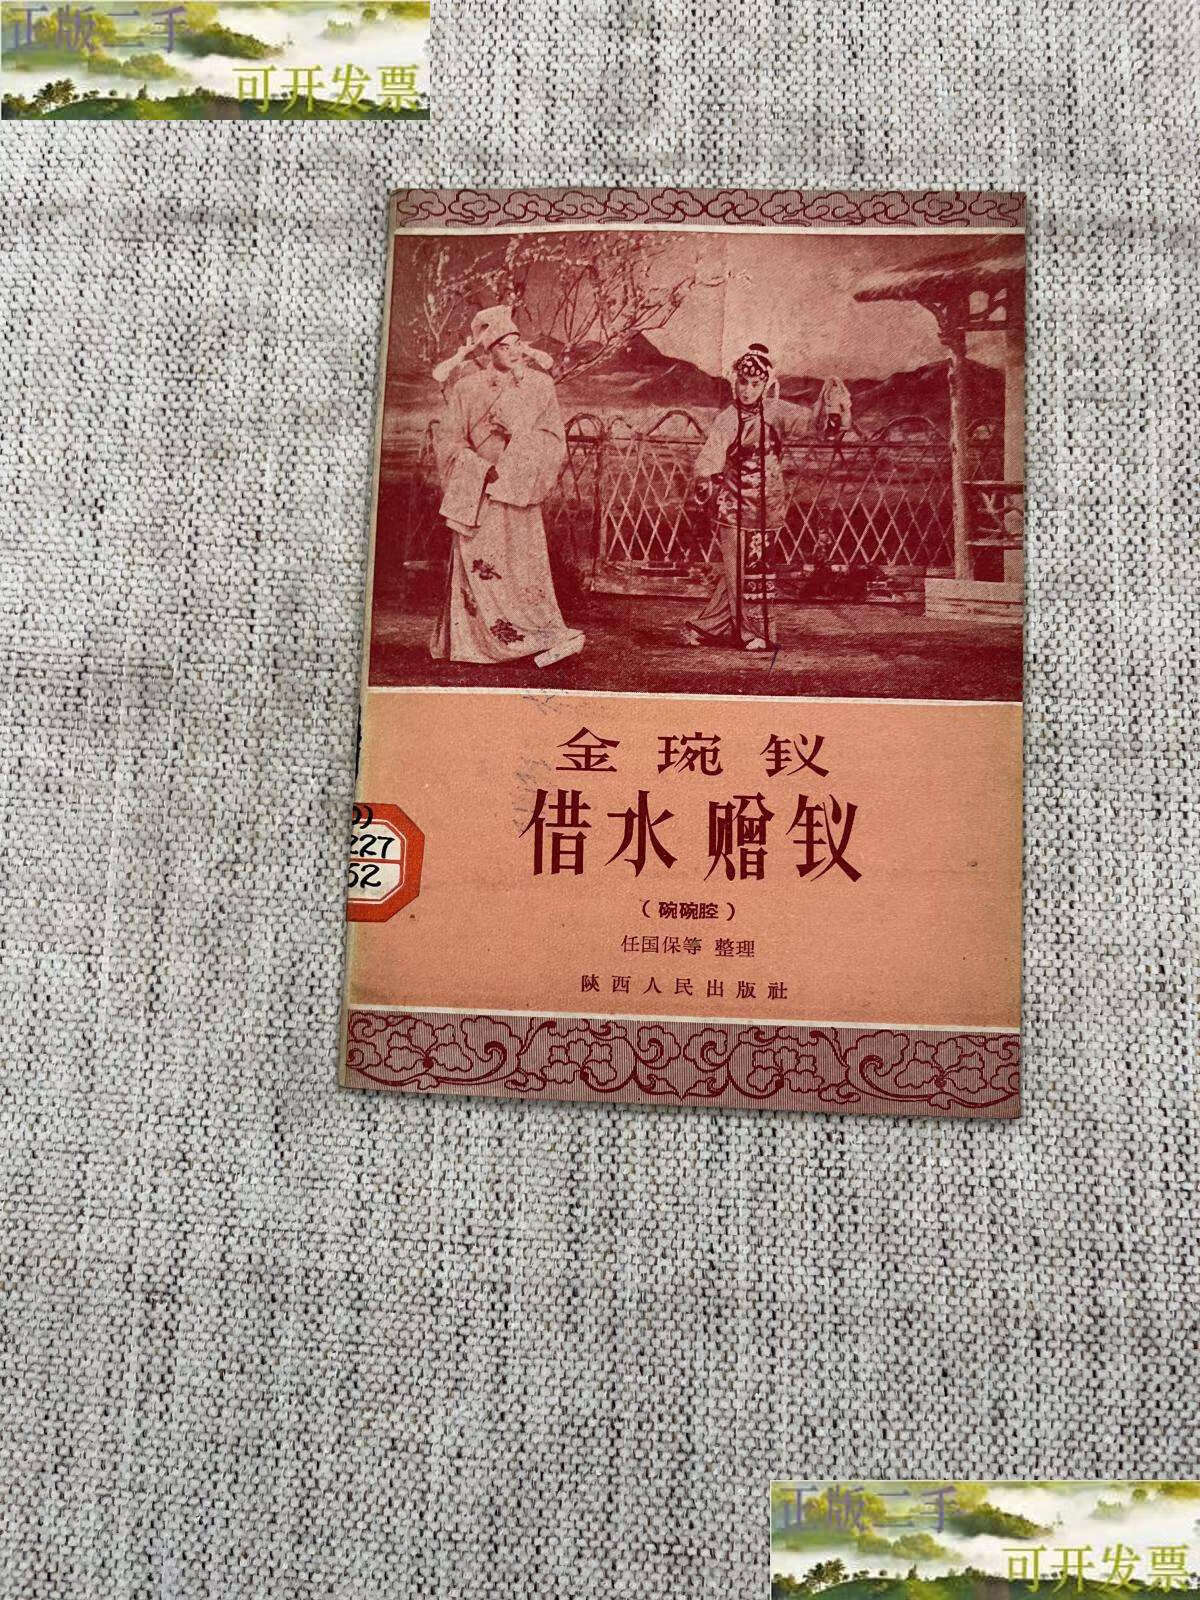 正版二手
可开发票
金琬钗
借水赠钗
（碗碗腔）
任国保等 整理
陕西人民出版社
227
52
正版二手
可开发票